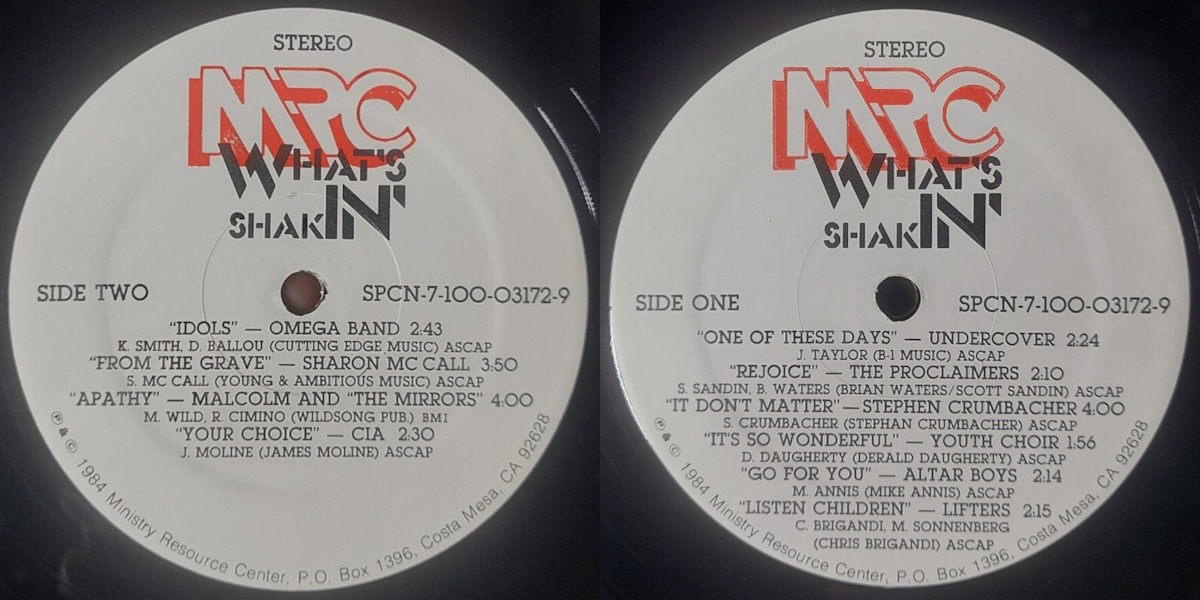 STEREO
MPC
WHAT'S
SHAKIN'
SIDE TWO
SPCN-7-100-03172-9
"IDOLS" — OMEGA BAND 2:43
K. SMITH, D. BALLOU (CUTTING EDGE MUSIC) ASCAP
"FROM THE GRAVE" — SHARON MC CALL 3:50
S. MC CALL (YOUNG & AMBITIOUS MUSIC) ASCAP
"APATHY" — MALCOLM AND "THE MIRRORS" 4:00
M. WILD, R. CIMINO (WILDSONG PUB.) BMI
"YOUR CHOICE" — CIA 2:30
J. MOLINE (JAMES MOLINE) ASCAP
℗ & © 1984 Ministry Resource Center, P.O. Box 1396, Costa Mesa, CA 92628
STEREO
MPC
WHAT'S
SHAKIN'
SIDE ONE
SPCN-7-100-03172-9
"ONE OF THESE DAYS" — UNDERCOVER 2:24
J. TAYLOR (B-1 MUSIC) ASCAP
"REJOICE" — THE PROCLAIMERS 2:10
S. SANDIN, B. WATERS (BRIAN WATERS/SCOTT SANDIN) ASCAP
"IT DON'T MATTER" — STEPHEN CRUMBACHER 4:00
S. CRUMBACHER (STEPHAN CRUMBACHER) ASCAP
"IT'S SO WONDERFUL" — YOUTH CHOIR 1:56
D. DAUGHERTY (DERALD DAUGHERTY) ASCAP
"GO FOR YOU" — ALTAR BOYS 2:14
M. ANNIS (MIKE ANNIS) ASCAP
"LISTEN CHILDREN" — LIFTERS 2:15
C. BRIGANDI, M. SONNENBERG
(CHRIS BRIGANDI) ASCAP
℗ & © 1984 Ministry Resource Center, P.O. Box 1396, Costa Mesa, CA 92628